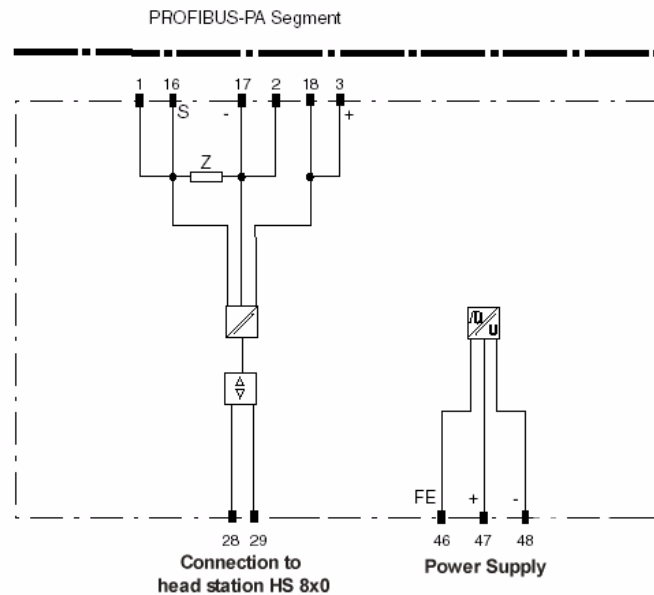 PROFIBUS-PA Segment
1 16 17 2 18 3
S - +
Z
U
U
FE + -
28 29 46 47 48
Connection to Power Supply
head station HS 8x0